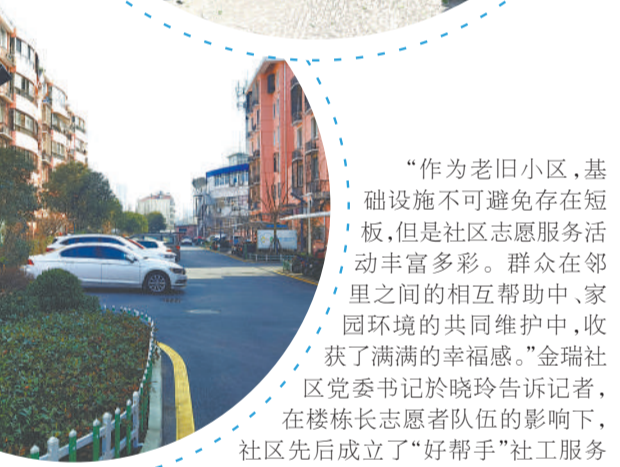 “作为老旧小区,基
础设施不可避免存在短
板,但是社区志愿服务活
动丰富多彩。群众在邻
里之间的相互帮助中、家
园环境的共同维护中,收
获了满满的幸福感。”金瑞社
区党委书记於晓玲告诉记者,
在楼栋长志愿者队伍的影响下,
社区先后成立了“好帮手”社工服务